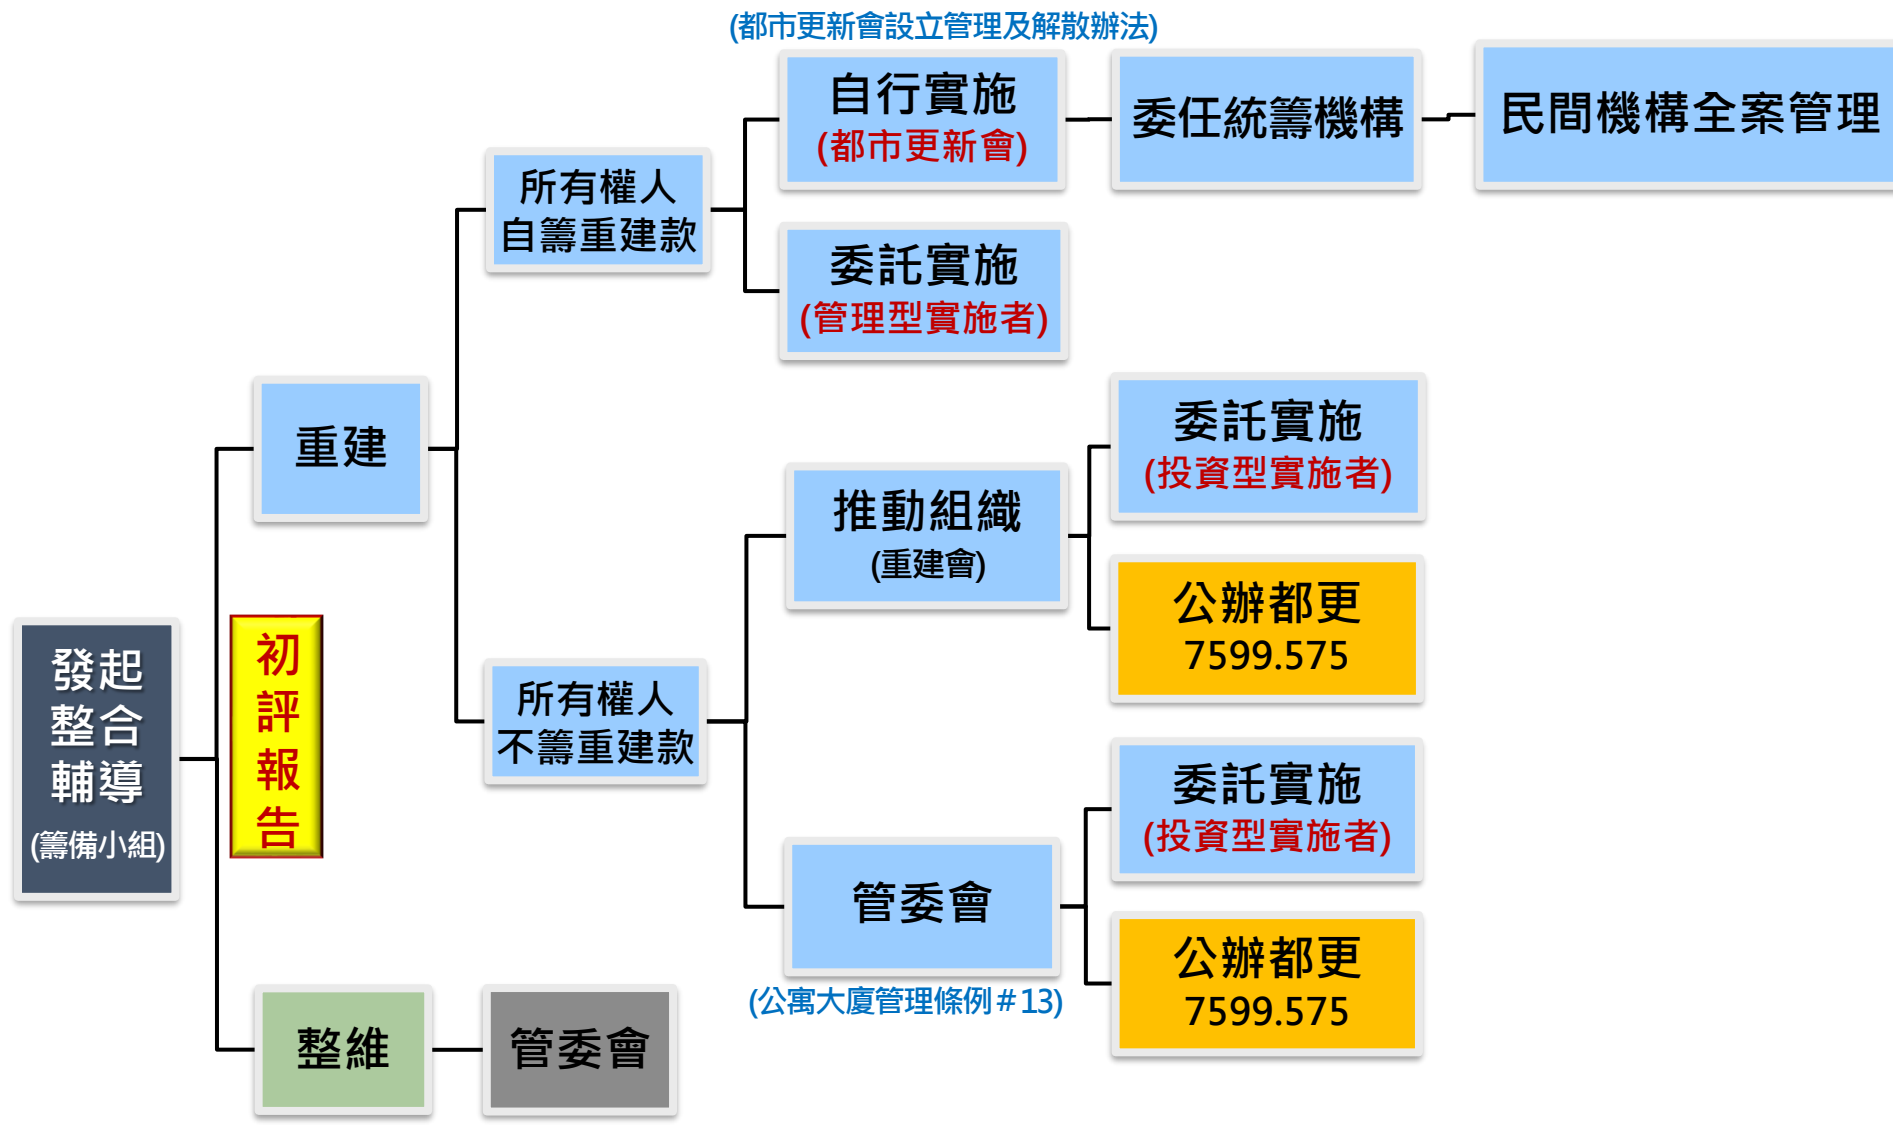 (都市更新會設立管理及解散辦法)
自行實施
(都市更新會)
委任統籌機構
民間機構全案管理
所有權人
自籌重建款
委託實施
(管理型實施者)
重建
委託實施
(投資型實施者)
推動組織
(重建會)
公辦都更
7599.575
發起
整合
輔導
(籌備小組)
初
評
報
告
所有權人
不籌重建款
委託實施
(投資型實施者)
管委會
(公寓大廈管理條例#13)
公辦都更
7599.575
整維
管委會